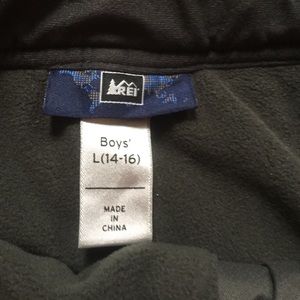 REI
Boys'
L(14-16)
MADE
IN
CHINA